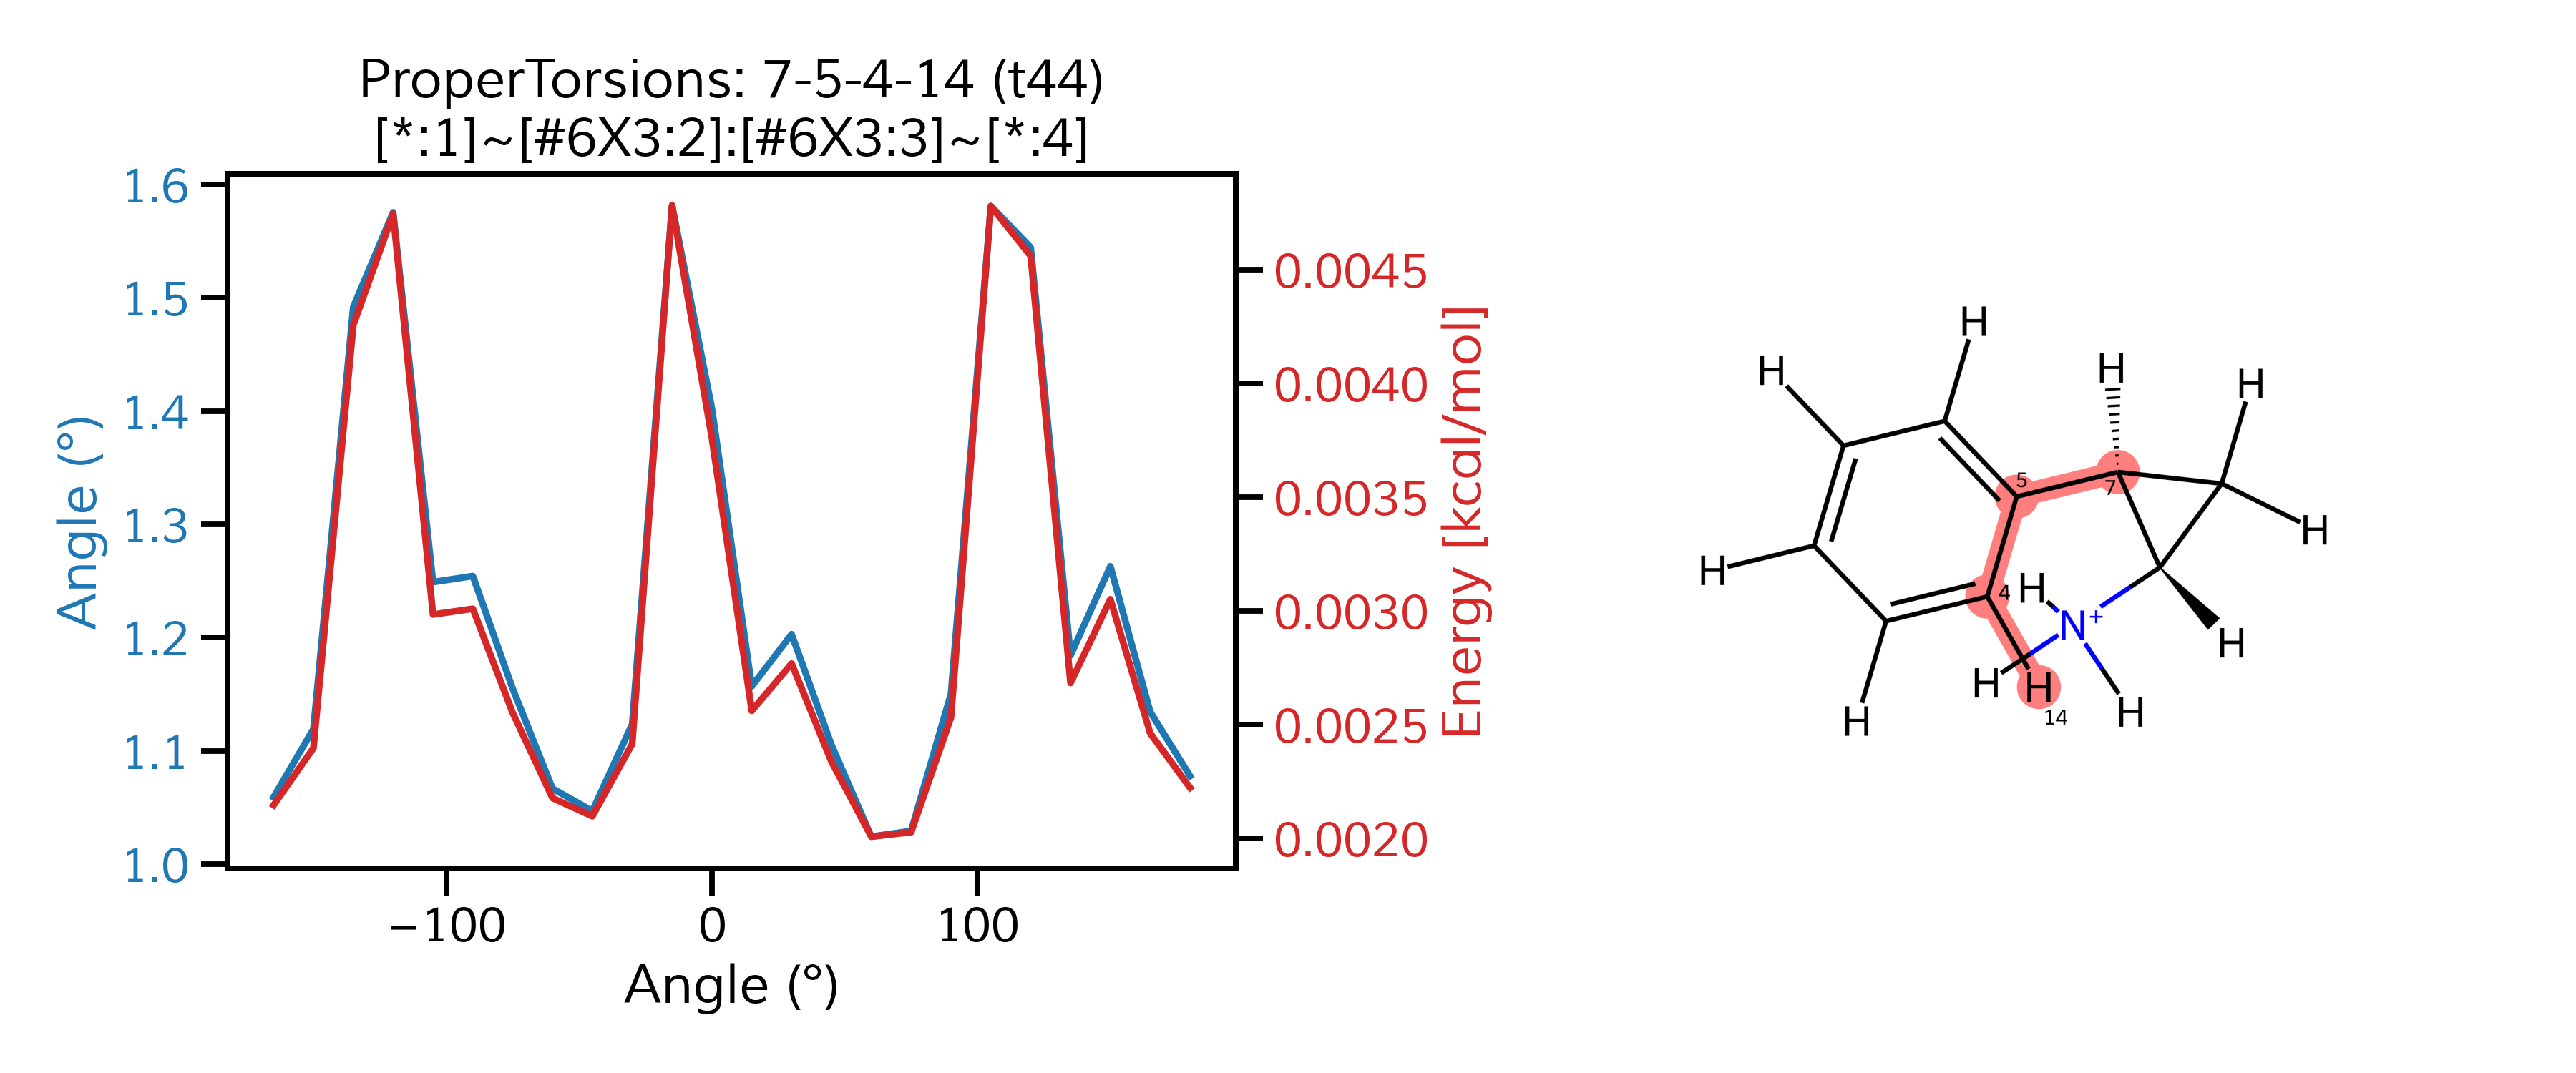 ProperTorsions: 7-5-4-14 (t44)
[*:1]~[#6X3:2]:[#6X3:3]~[*:4]
1.6
1.5
1.4
1.3
1.2
1.1
1.0
Angle (°)
0.0045
0.0040
0.0035
0.0030
0.0025
0.0020
Energy [kcal/mol]
−100
0
100
Angle (°)
H
H
H
H
5
7
H
H
4
H
N+
H
H
H
14
H
H